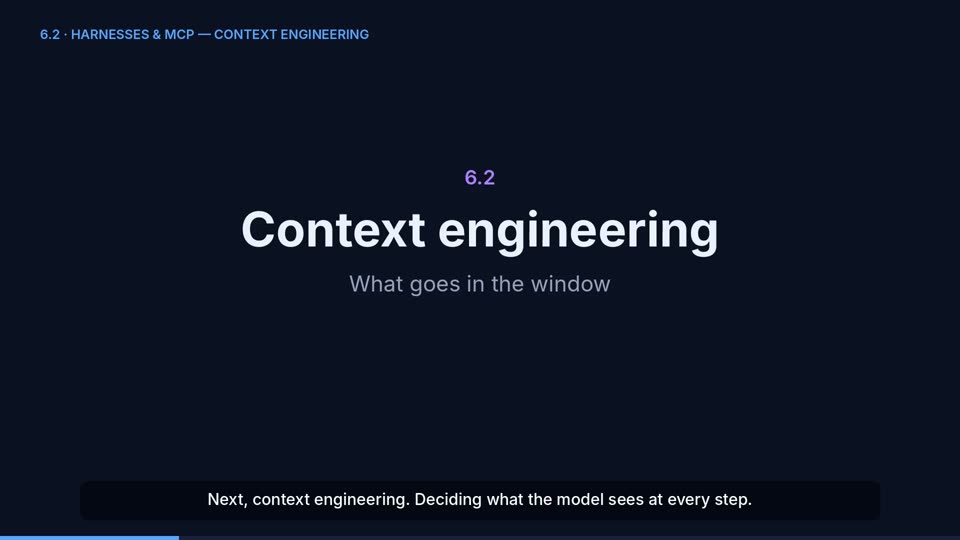 6.2 · HARNESSES & MCP — CONTEXT ENGINEERING
6.2
Context engineering
What goes in the window
Next, context engineering. Deciding what the model sees at every step.